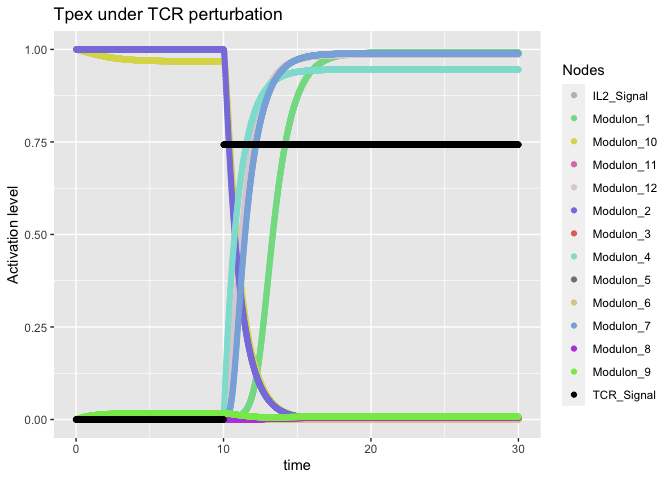 Tpex under TCR perturbation
Activation level
1.00
0.75
0.50
0.25
0.00
0
10
20
30
time
Nodes
IL2_Signal
Modulon_1
Modulon_10
Modulon_11
Modulon_12
Modulon_2
Modulon_3
Modulon_4
Modulon_5
Modulon_6
Modulon_7
Modulon_8
Modulon_9
TCR_Signal